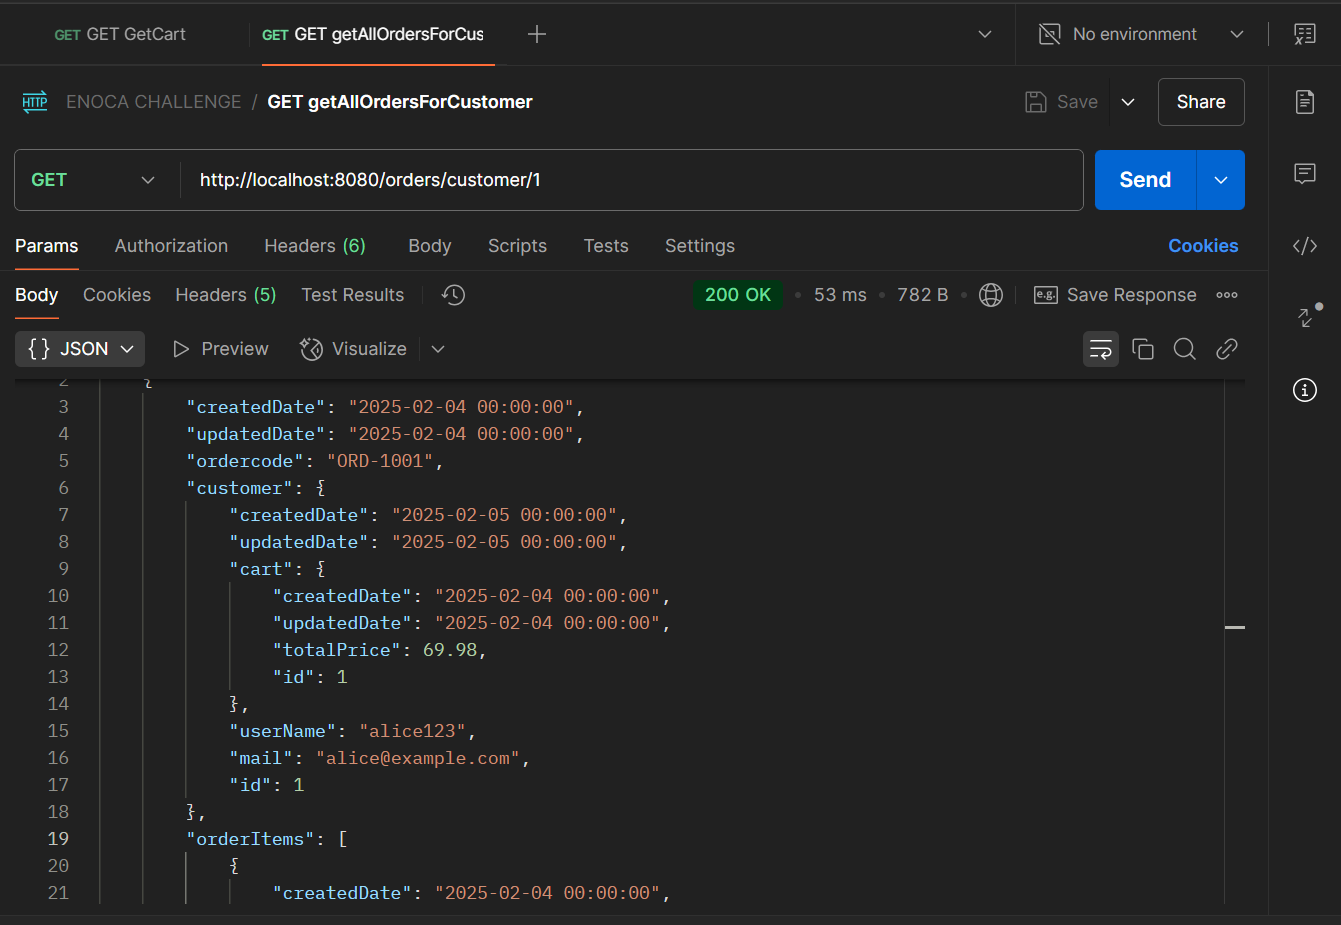 GET GET GetCart GET GET getAllOrdersForCus No environment
HTTP ENOCA CHALLENGE / GET getAllOrdersForCustomer Save Share
GET http://localhost:8080/orders/customer/1 Send
Params Authorization Headers (6) Body Scripts Tests Settings Cookies
Body Cookies Headers (5) Test Results 200 OK • 53 ms • 782 B • e.g. Save Response
{} JSON Preview Visualize
2 {
3 "createdDate": "2025-02-04 00:00:00",
4 "updatedDate": "2025-02-04 00:00:00",
5 "ordercode": "ORD-1001",
6 "customer": {
7 "createdDate": "2025-02-05 00:00:00",
8 "updatedDate": "2025-02-05 00:00:00",
9 "cart": {
10 "createdDate": "2025-02-04 00:00:00",
11 "updatedDate": "2025-02-04 00:00:00",
12 "totalPrice": 69.98,
13 "id": 1
14 },
15 "userName": "alice123",
16 "mail": "alice@example.com",
17 "id": 1
18 },
19 "orderItems": [
20 {
21 "createdDate": "2025-02-04 00:00:00",